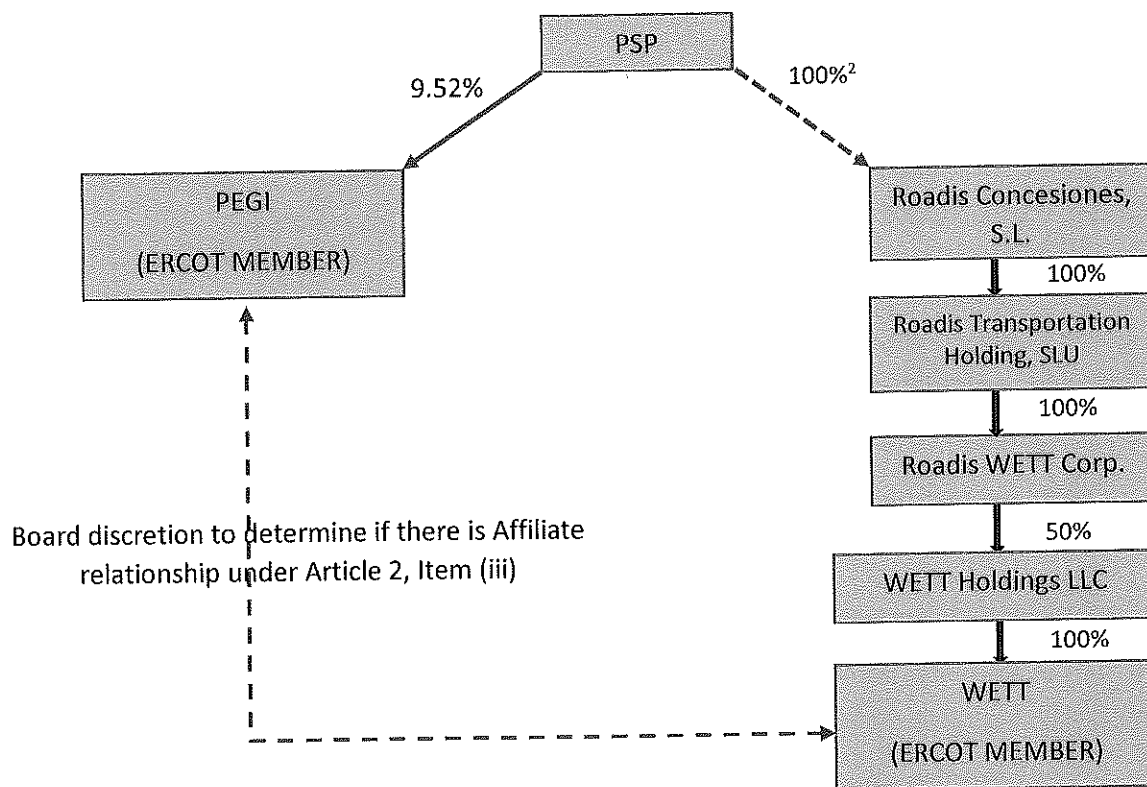 PSP
9.52%
100%²
PEGI
(ERCOT MEMBER)
Roadis Concesiones,
S.L.
100%
Roadis Transportation
Holding, SLU
100%
Roadis WETT Corp.
50%
Board discretion to determine if there is Affiliate
relationship under Article 2, Item (iii)
WETT Holdings LLC
100%
WETT
(ERCOT MEMBER)